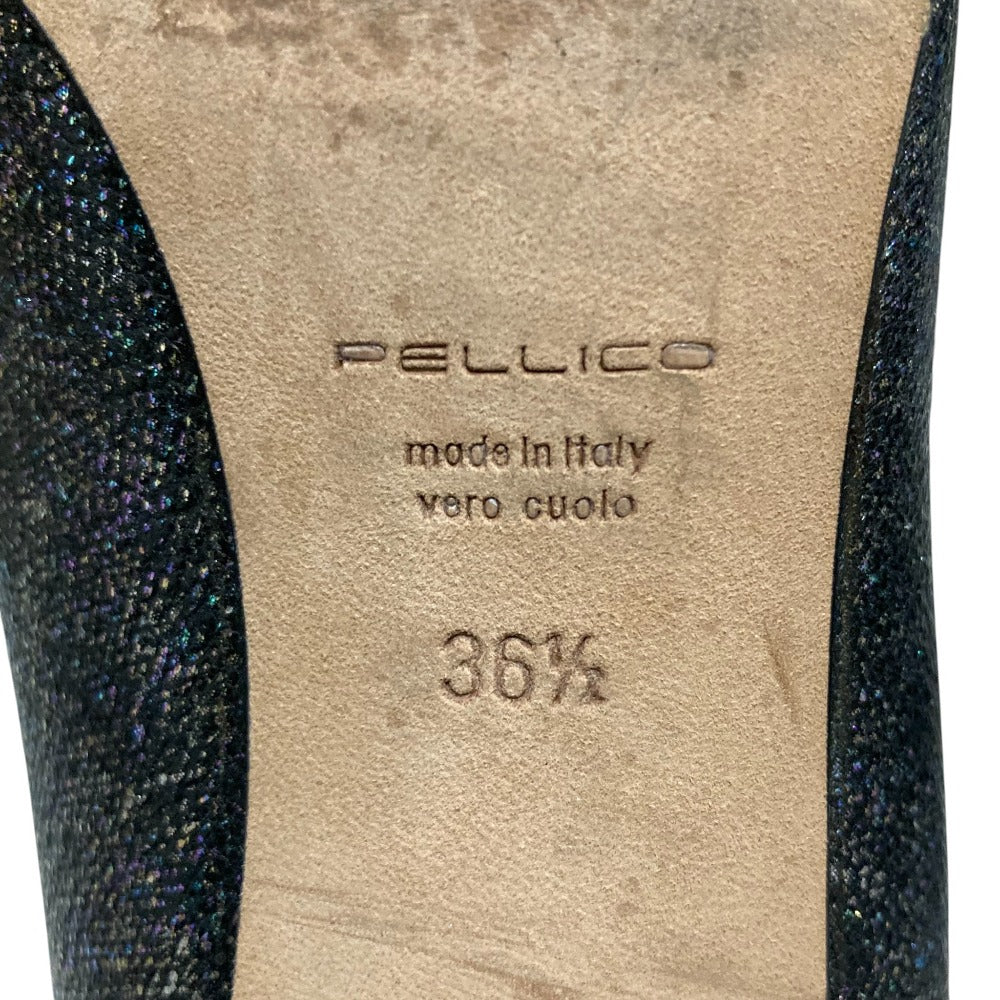 PELLICO
made in Italy
vero cuoio
36½